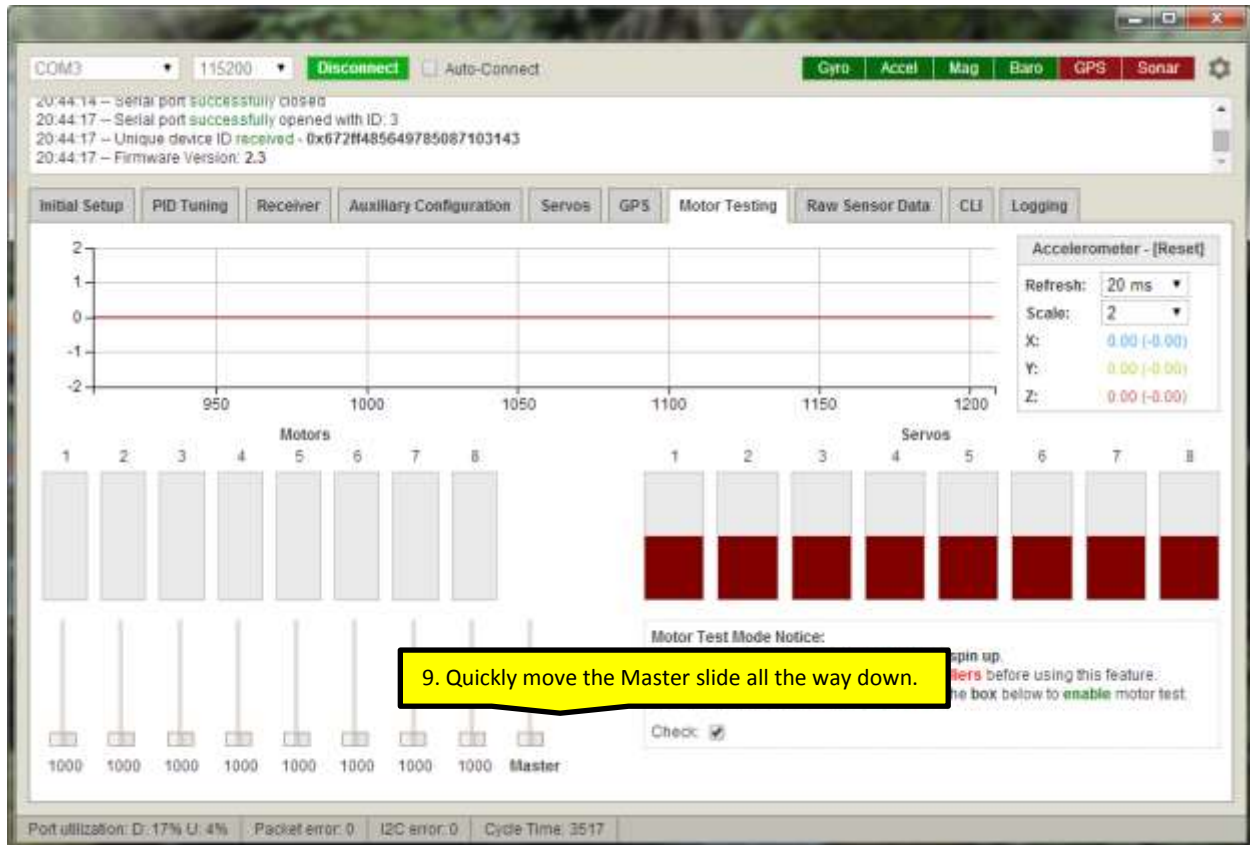 COM3 115200 Disconnect Auto-Connect Gyro Accel Mag Baro GPS Sonar
20:44:14 -- Serial port successfully closed
20:44:17 -- Serial port successfully opened with ID: 3
20:44:17 -- Unique device ID received - 0x672ff485649785087103143
20:44:17 -- Firmware Version: 2.3
Initial Setup PID Tuning Receiver Auxiliary Configuration Servos GPS Motor Testing Raw Sensor Data CLI Logging
2
1
0
-1
-2
950 1000 1050 1100 1150 1200
Accelerometer - [Reset]
Refresh: 20 ms
Scale: 2
X: 0.00 (-0.00)
Y: 0.00 (-0.00)
Z: 0.00 (-0.00)
Motors
1 2 3 4 5 6 7 8
Servos
1 2 3 4 5 6 7 8
1000 1000 1000 1000 1000 1000 1000 1000 Master
9. Quickly move the Master slide all the way down.
Motor Test Mode Notice:
spin up.
llers before using this feature.
he box below to enable motor test.
Check:
Port utilization: D: 17% U: 4% Packet error: 0 I2C error: 0 Cycle Time: 3517